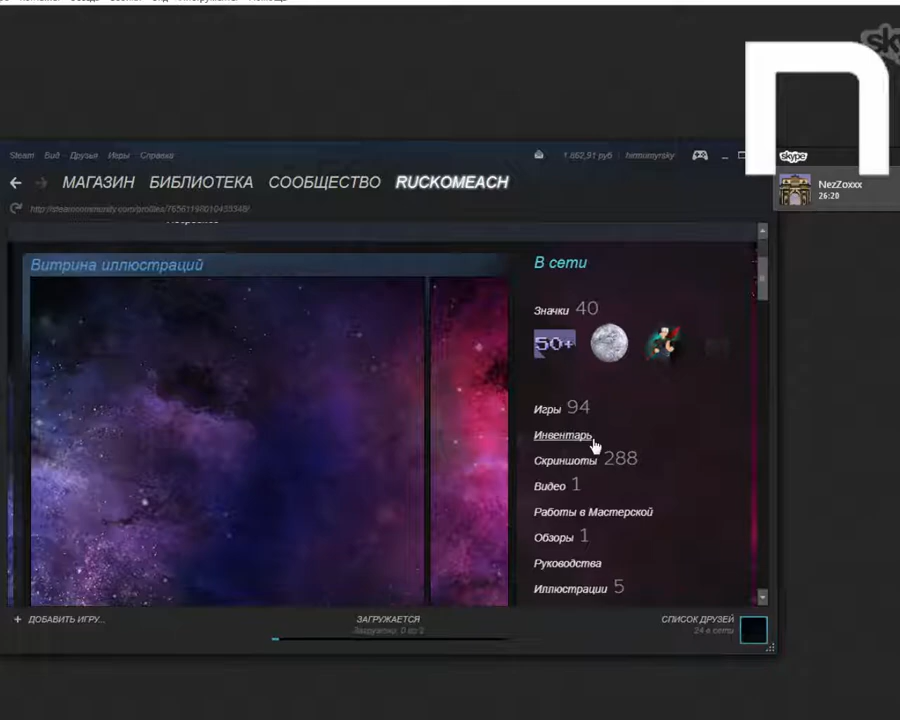 sky
Steam Вид Друзья Игры Справка
1 862,91 руб
skype
МАГАЗИН БИБЛИОТЕКА СООБЩЕСТВО RUCKOMEACH
NezZoxxx
26:20
Витрина иллюстраций
В сети
Значки 40
50+
Игры 94
Инвентарь
Скриншоты 288
Видео 1
Работы в Мастерской
Обзоры 1
Руководства
Иллюстрации 5
+ ДОБАВИТЬ ИГРУ...
ЗАГРУЖАЕТСЯ
СПИСОК ДРУЗЕЙ
24 в сети